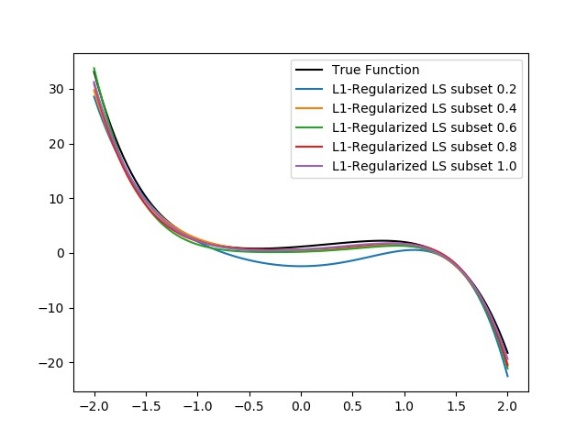 True Function
L1-Regularized LS subset 0.2
L1-Regularized LS subset 0.4
L1-Regularized LS subset 0.6
L1-Regularized LS subset 0.8
L1-Regularized LS subset 1.0
30
20
10
0
−10
−20
−2.0 −1.5 −1.0 −0.5 0.0 0.5 1.0 1.5 2.0